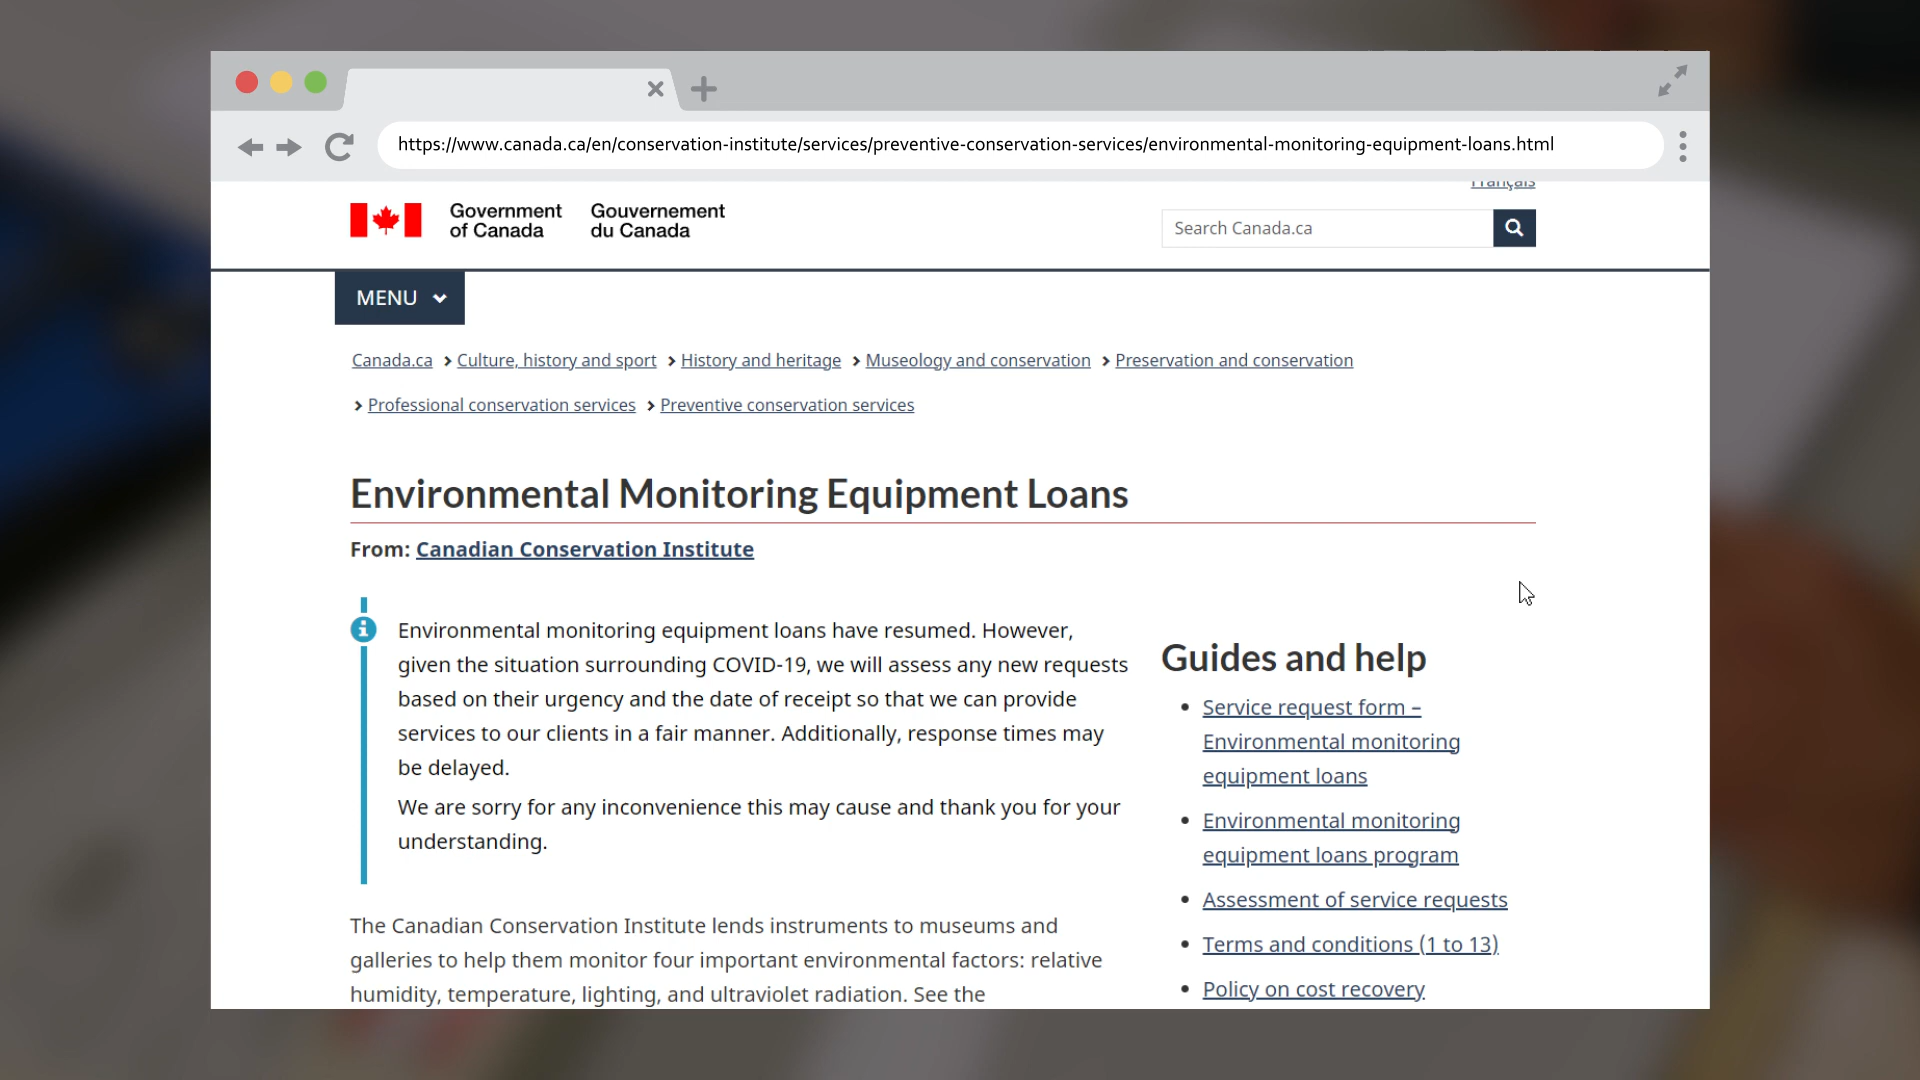 https://www.canada.ca/en/conservation-institute/services/preventive-conservation-services/environmental-monitoring-equipment-loans.html
Français
Government
of Canada
Gouvernement
du Canada
Search Canada.ca
MENU
Canada.ca > Culture, history and sport > History and heritage > Museology and conservation > Preservation and conservation
> Professional conservation services > Preventive conservation services
Environmental Monitoring Equipment Loans
From: Canadian Conservation Institute
Environmental monitoring equipment loans have resumed. However,
given the situation surrounding COVID-19, we will assess any new requests
based on their urgency and the date of receipt so that we can provide
services to our clients in a fair manner. Additionally, response times may
be delayed.
We are sorry for any inconvenience this may cause and thank you for your
understanding.
The Canadian Conservation Institute lends instruments to museums and
galleries to help them monitor four important environmental factors: relative
humidity, temperature, lighting, and ultraviolet radiation. See the
Guides and help
• Service request form –
Environmental monitoring
equipment loans
• Environmental monitoring
equipment loans program
• Assessment of service requests
• Terms and conditions (1 to 13)
• Policy on cost recovery